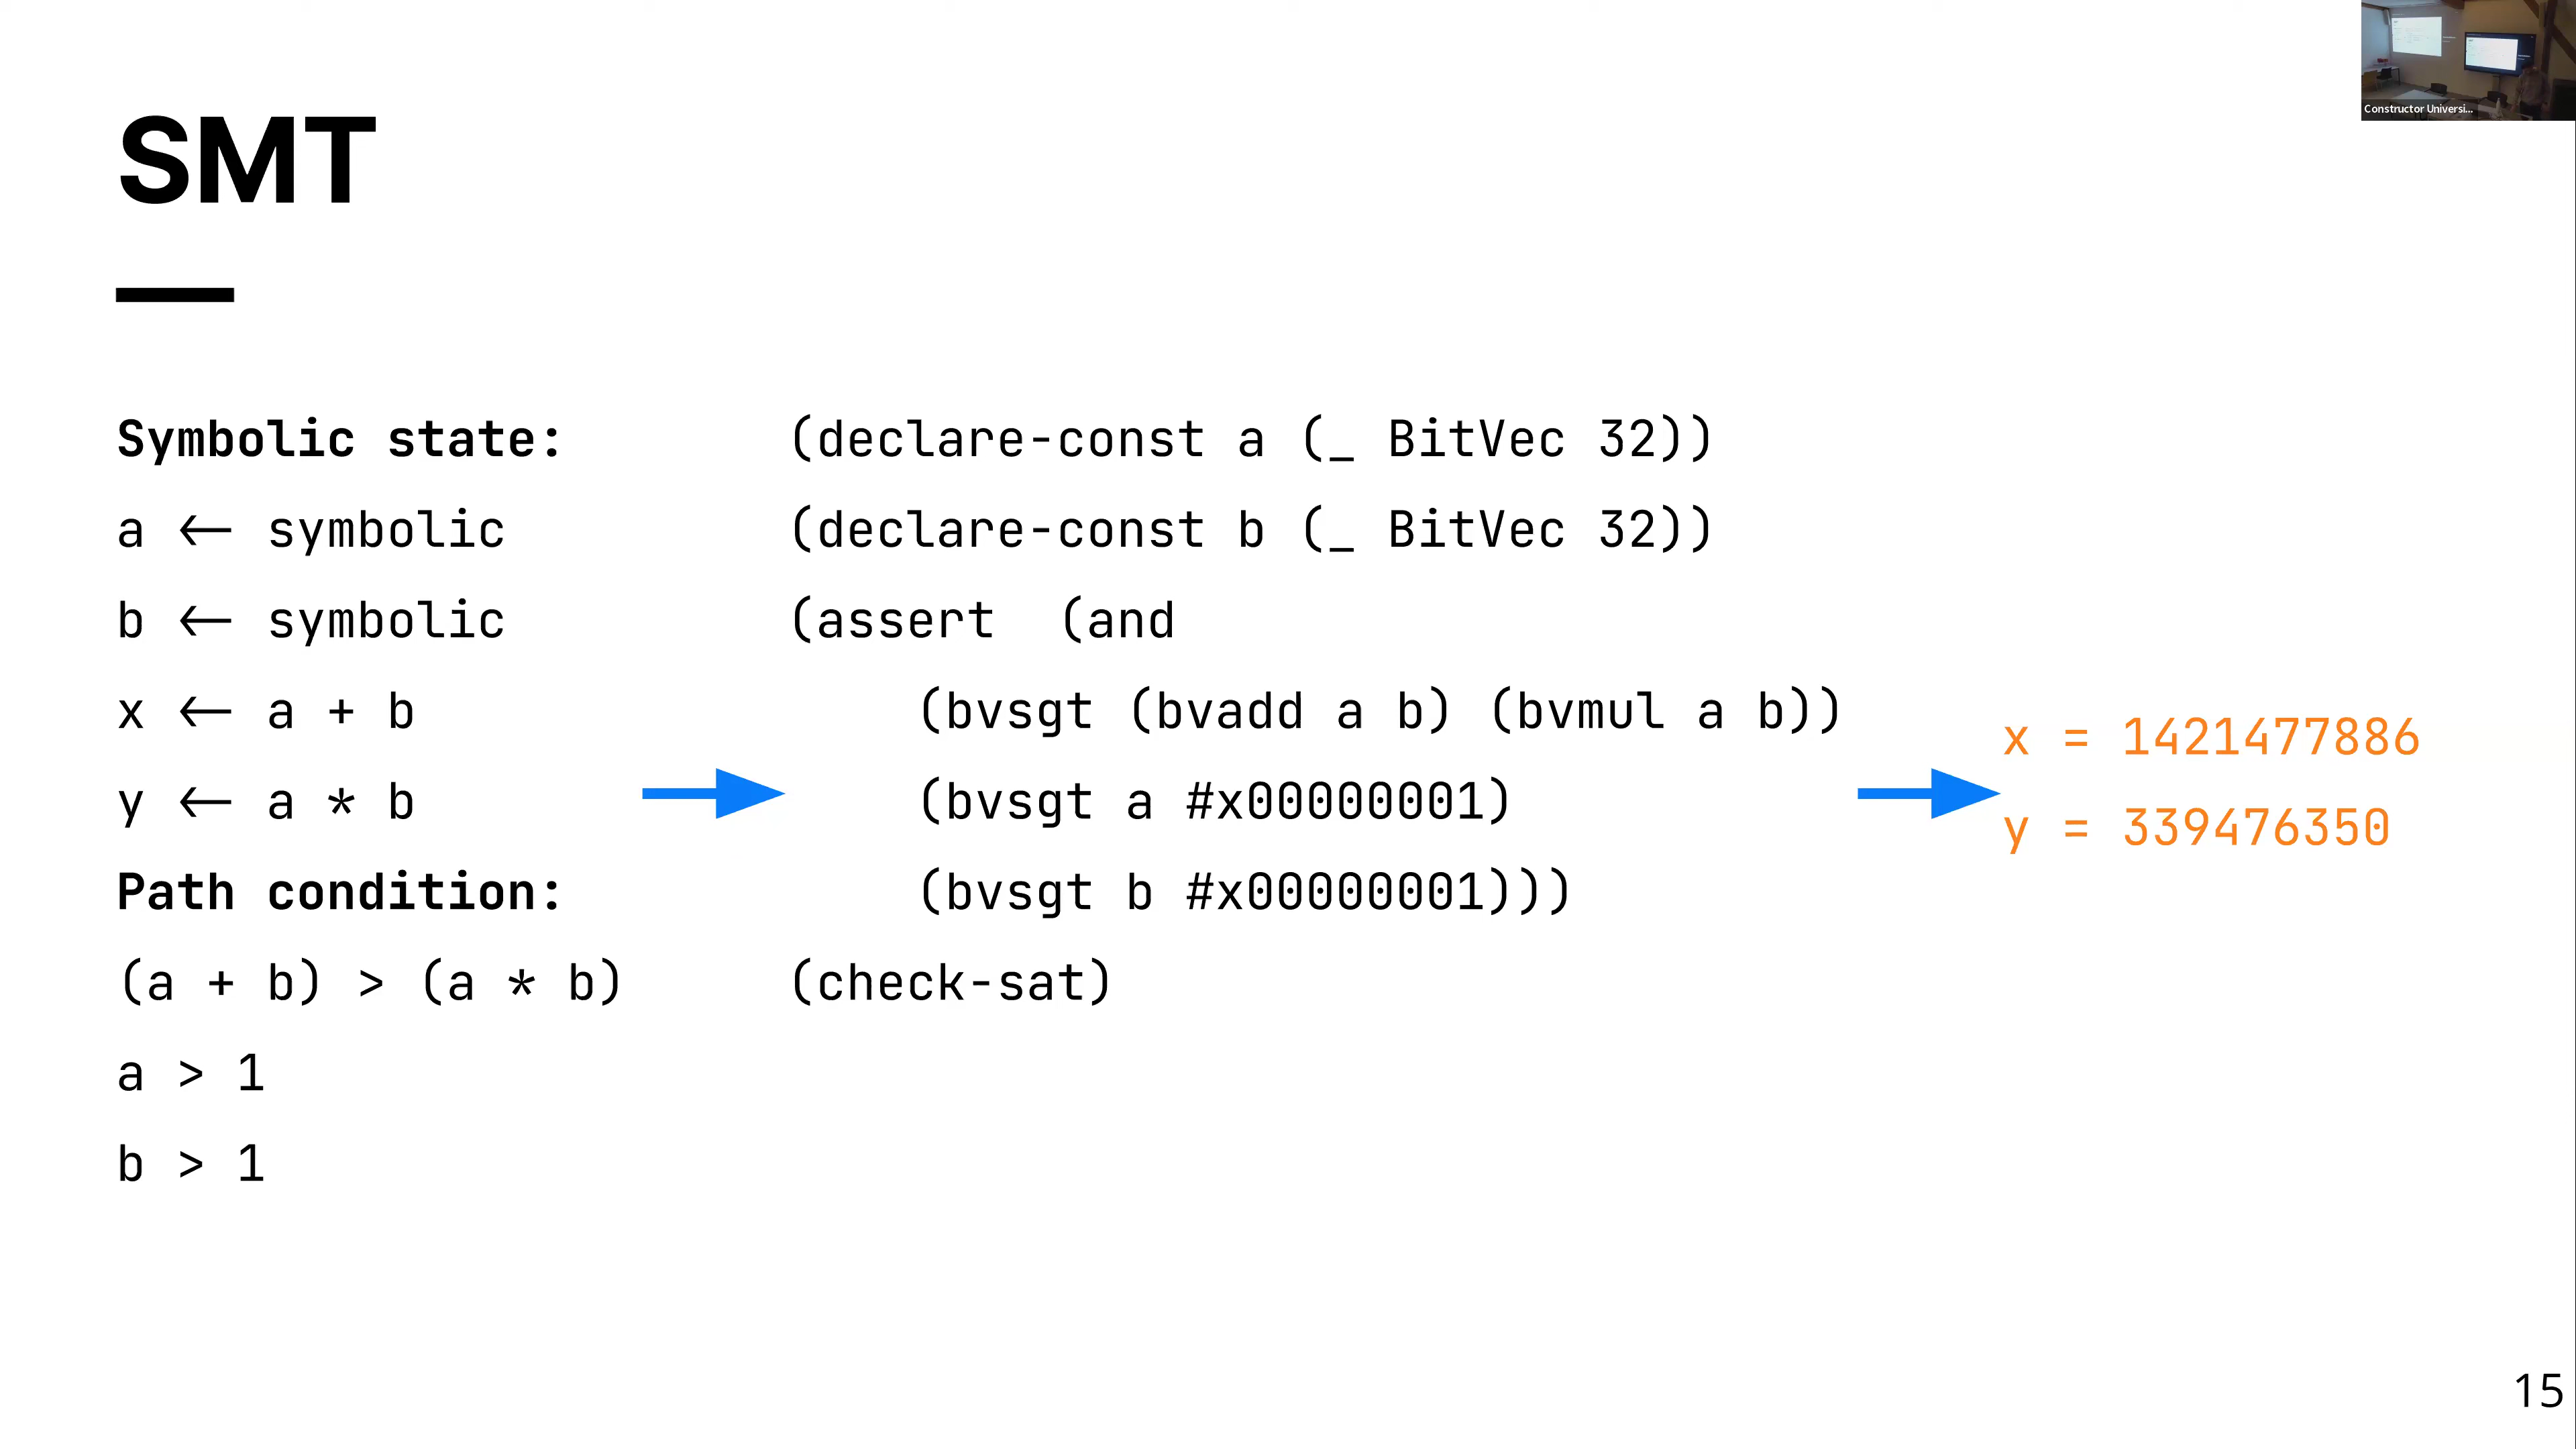 SMT
Symbolic state:
a ← symbolic
b ← symbolic
x ← a + b
y ← a * b
Path condition:
(a + b) > (a * b)
a > 1
b > 1
(declare-const a (_ BitVec 32))
(declare-const b (_ BitVec 32))
(assert  (and
(bvsgt (bvadd a b) (bvmul a b))
(bvsgt a #x00000001)
(bvsgt b #x00000001)))
(check-sat)
x = 1421477886
y = 339476350
Constructor Universi...
15